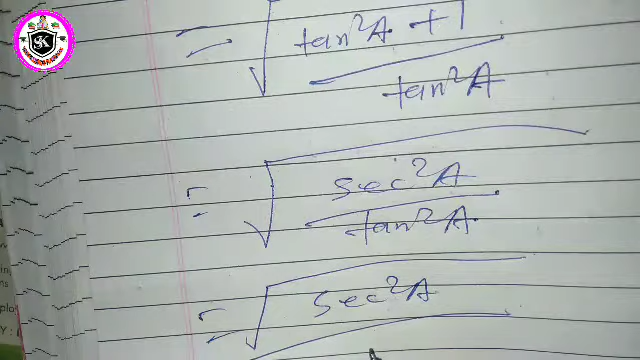 = √ tan²A + 1
tan²A
= √ sec²A
tan²A
= √ sec²A